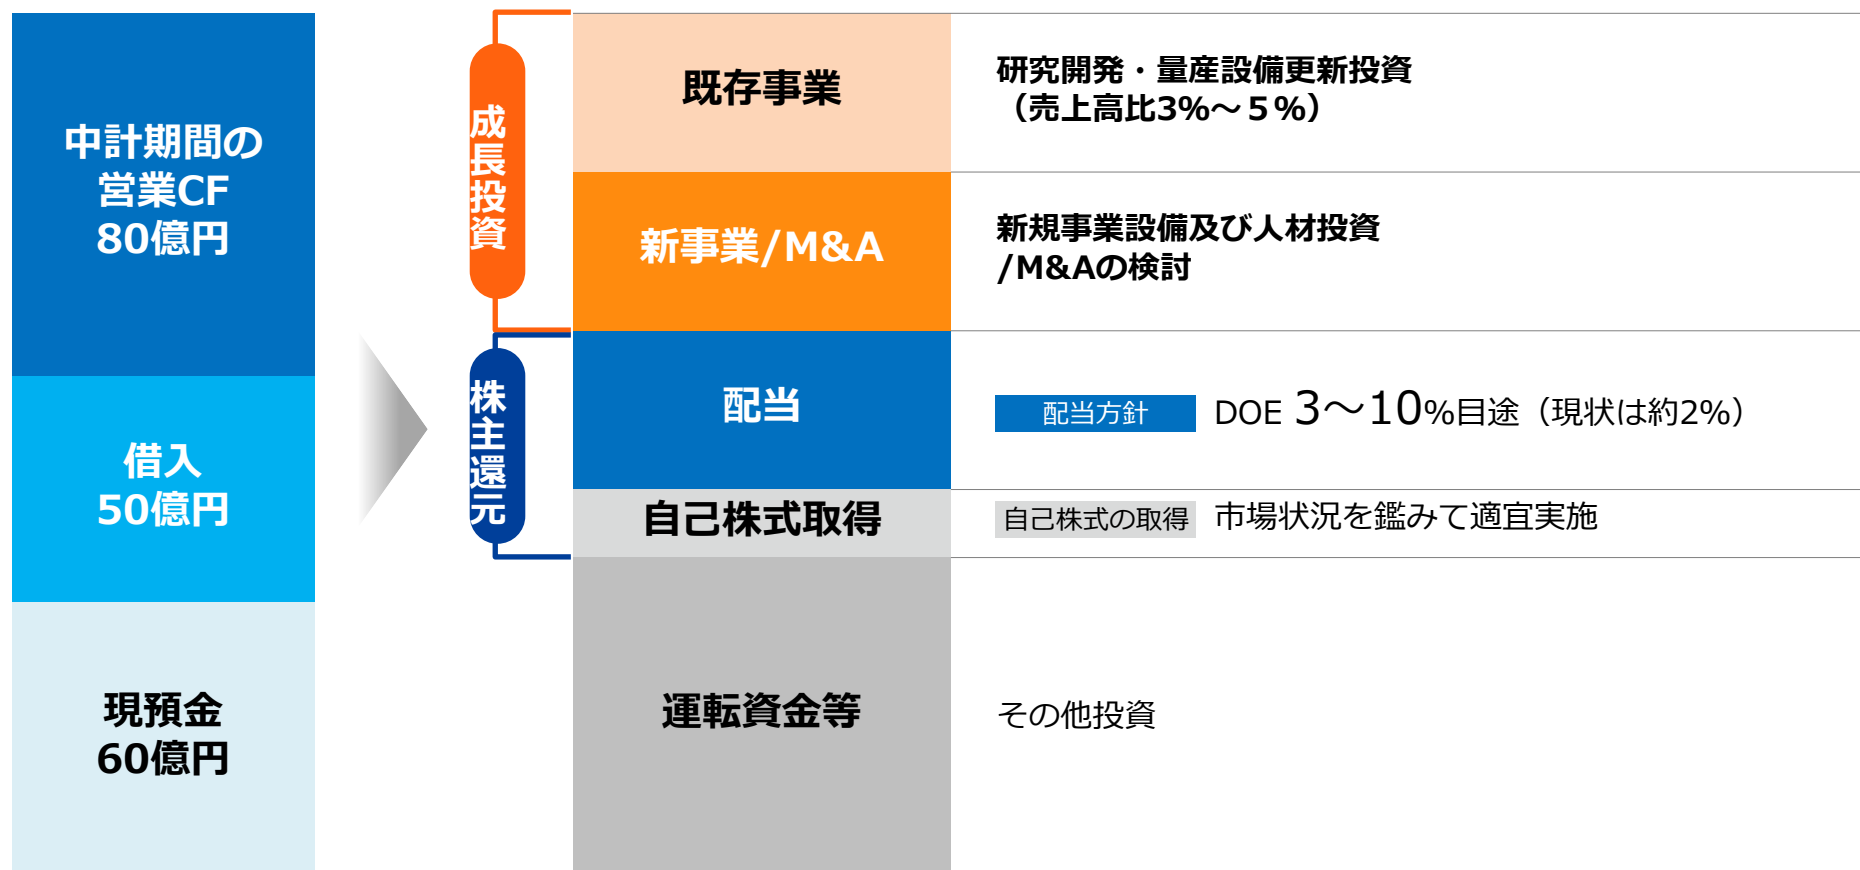 中計期間の
営業CF
80億円
借入
50億円
現預金
60億円
成長投資
株主還元
既存事業
研究開発・量産設備更新投資
（売上高比3%～５%）
新事業/M&A
新規事業設備及び人材投資
/M&Aの検討
配当
配当方針 DOE 3～10%目途（現状は約2%）
自己株式取得
自己株式の取得 市場状況を鑑みて適宜実施
運転資金等
その他投資